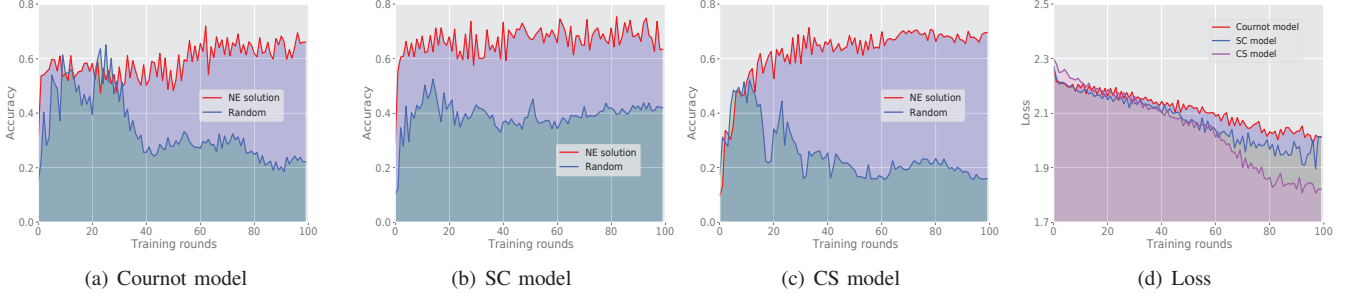 0.8
0.6
0.4
0.2
0.0
Accuracy
NE solution
Random
0 20 40 60 80 100
Training rounds
(a) Cournot model
0.8
0.6
0.4
0.2
0.0
Accuracy
NE solution
Random
0 20 40 60 80 100
Training rounds
(b) SC model
0.8
0.6
0.4
0.2
0.0
Accuracy
NE solution
Random
0 20 40 60 80 100
Training rounds
(c) CS model
2.5
2.3
2.1
1.9
1.7
Loss
Cournot model
SC model
CS model
0 20 40 60 80 100
Training rounds
(d) Loss